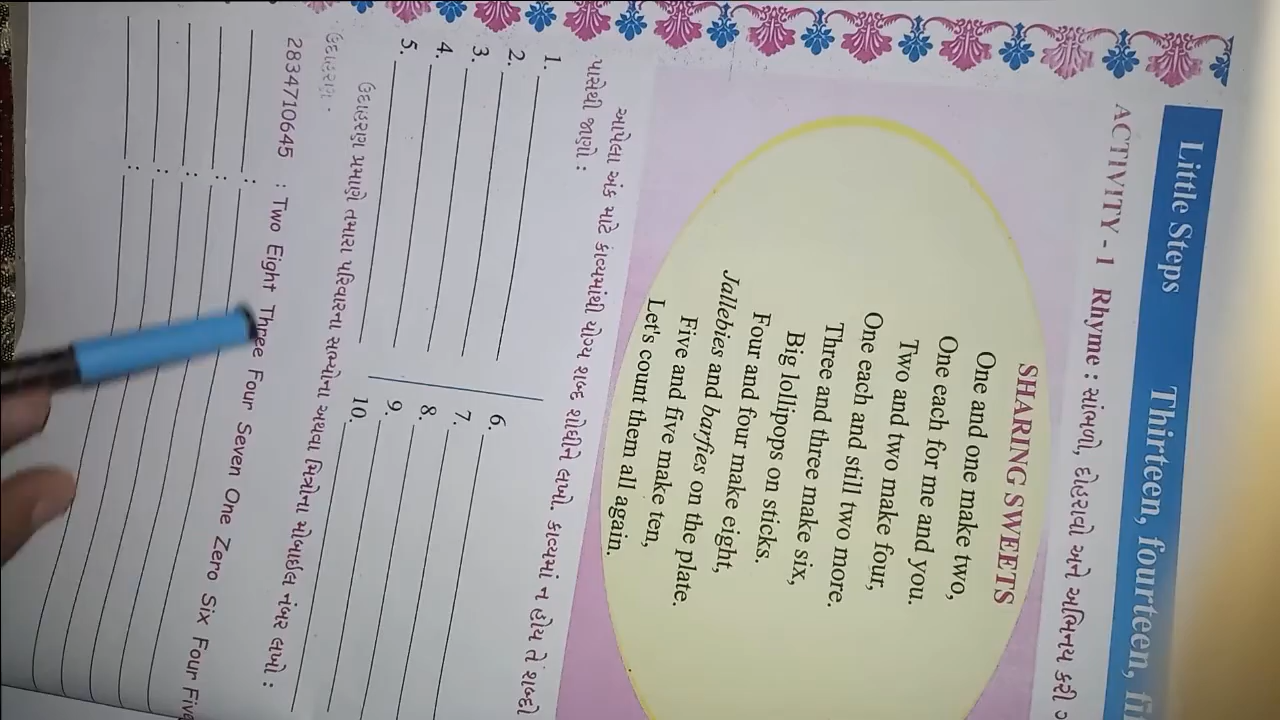 Little Steps Thirteen, fourteen,
ACTIVITY - 1 Rhyme : સાંભળો, દોહરાવો અને અભિનય કરી
SHARING SWEETS
One and one make two,
One each for me and you.
Two and two make four,
One each and still two more.
Three and three make six,
Big lollipops on sticks.
Four and four make eight,
Jallebies and barfies on the plate.
Five and five make ten,
Let's count them all again.
આપેલા અંક માટે કાવ્યમાંથી યોગ્ય શબ્દ શોધીને લખો. કાવ્યમાં ન હોય તે શબ્દો
પાસેથી જાણો :
1. 6.
2. 7.
3. 8.
4. 9.
5. 10.
ઉદાહરણ પ્રમાણે તમારા પરિવારના સભ્યોના અથવા મિત્રોના મોબાઈલ નંબર લખો :
ઉદાહરણ.
2834710645 : Two Eight Three Four Seven One Zero Six Four Five
:
:
:
:
: